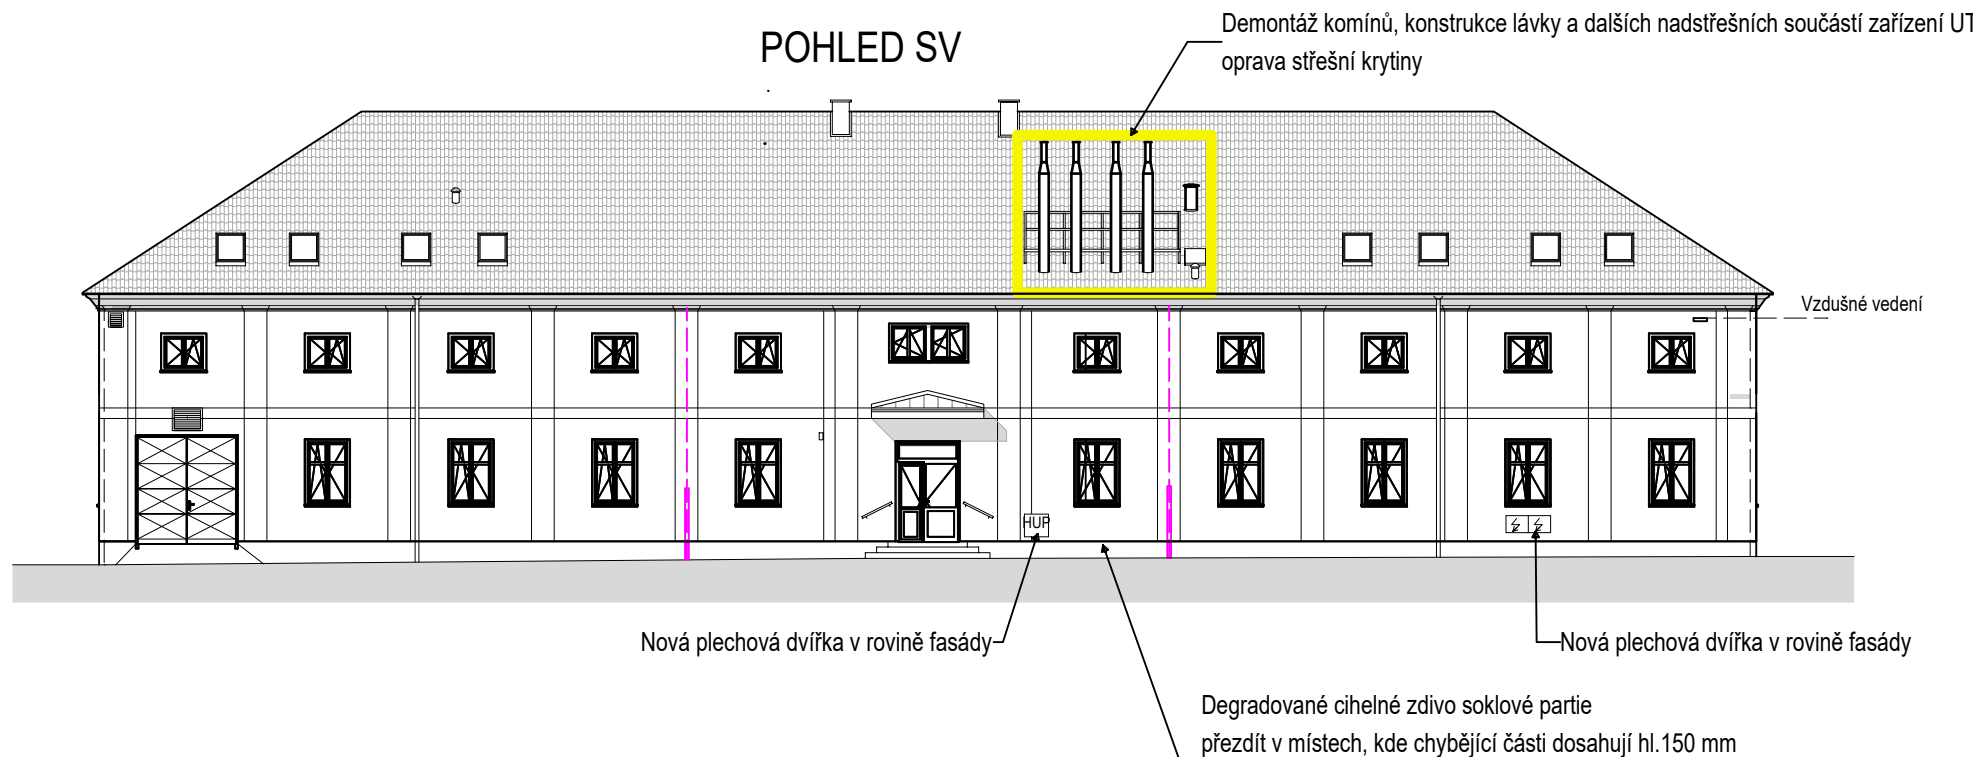 POHLED SV
Demontáž komínů, konstrukce lávky a dalších nadstřešních součástí zařízení UT
oprava střešní krytiny
Vzdušné vedení
HUP
Nová plechová dvířka v rovině fasády
Nová plechová dvířka v rovině fasády
Degradované cihelné zdivo soklové partie
přezdít v místech, kde chybějící části dosahují hl.150 mm